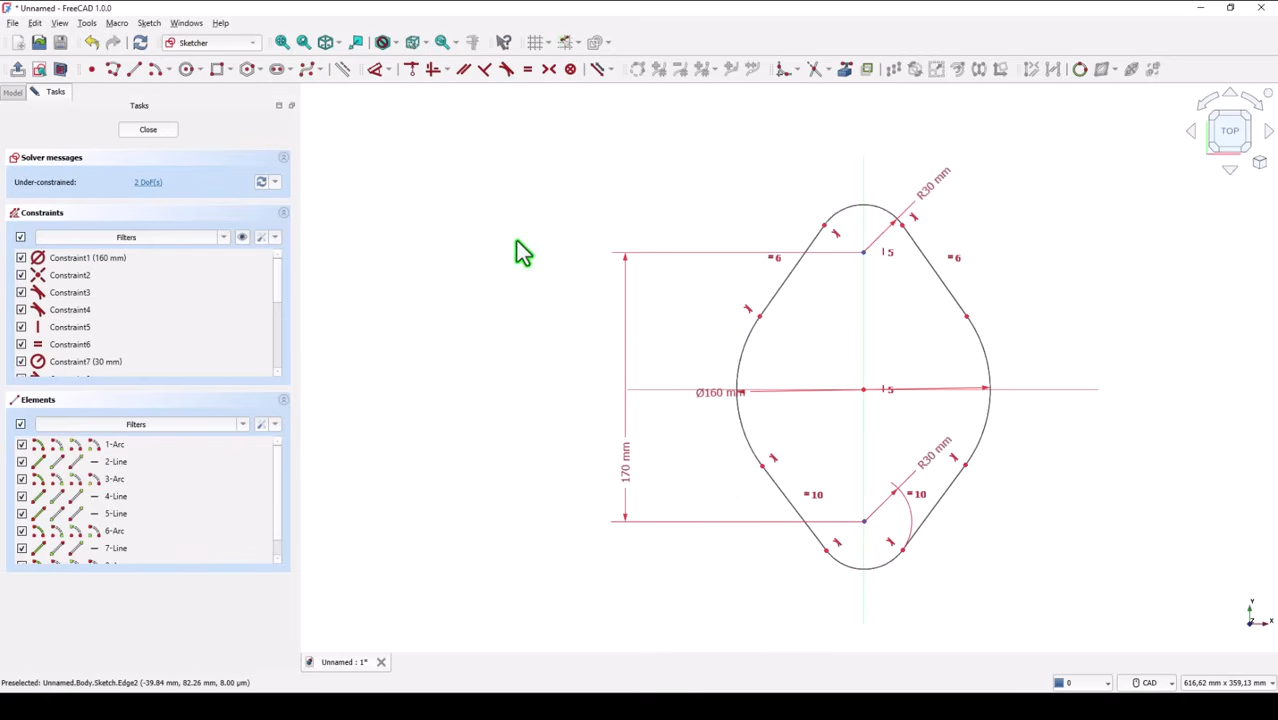 * Unnamed - FreeCAD 1.0.0
File Edit View Tools Macro Sketch Windows Help
Sketcher
Model Tasks
Tasks
Close
Solver messages
Under-constrained: 2 DoF(s)
Constraints
Filters
Constraint1 (160 mm)
Constraint2
Constraint3
Constraint4
Constraint5
Constraint6
Constraint7 (30 mm)
Elements
Filters
1-Arc
2-Line
3-Arc
4-Line
5-Line
6-Arc
7-Line
TOP
R30 mm
5
6
6
Ø160 mm
5
170 mm
R30 mm
10
10
Y
Z
X
Unnamed : 1*
Preselected: Unnamed.Body.Sketch.Edge2 (-39.84 mm, 82.26 mm, 8.00 μm)
0
CAD
616,62 mm x 359,13 mm